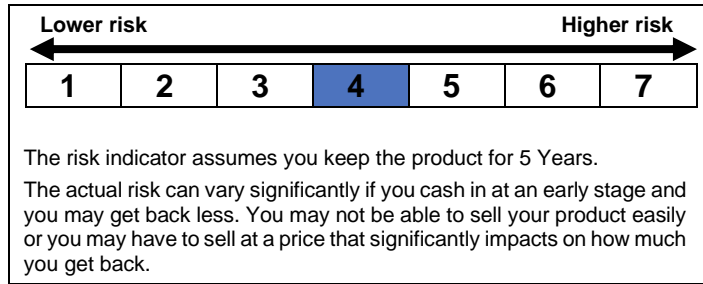 Lower risk Higher risk
1 2 3 4 5 6 7
The risk indicator assumes you keep the product for 5 Years.
The actual risk can vary significantly if you cash in at an early stage and
you may get back less. You may not be able to sell your product easily
or you may have to sell at a price that significantly impacts on how much
you get back.